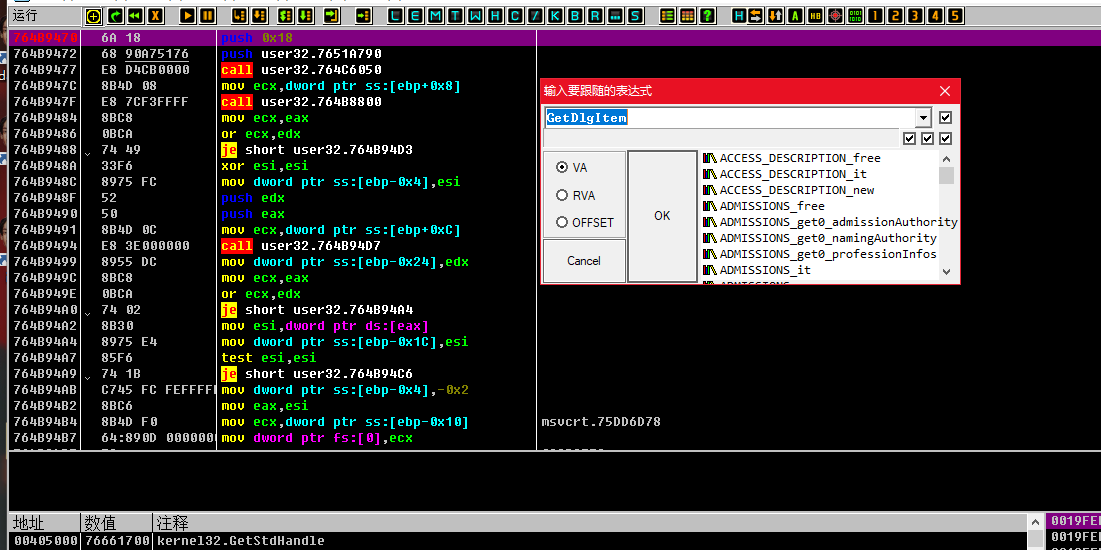 运行 L E M T W H C / K B R ... S ? H A HB 1 2 3 4 5
764B9470 6A 18 push 0x18
764B9472 68 90A75176 push user32.7651A790
764B9477 E8 D4CB0000 call user32.764C6050
764B947C 8B4D 08 mov ecx,dword ptr ss:[ebp+0x8]
764B947F E8 7CF3FFFF call user32.764B8800
764B9484 8BC8 mov ecx,eax
764B9486 0BCA or ecx,edx
764B9488 74 49 je short user32.764B94D3
764B948A 33F6 xor esi,esi
764B948C 8975 FC mov dword ptr ss:[ebp-0x4],esi
764B948F 52 push edx
764B9490 50 push eax
764B9491 8B4D 0C mov ecx,dword ptr ss:[ebp+0xC]
764B9494 E8 3E000000 call user32.764B94D7
764B9499 8955 DC mov dword ptr ss:[ebp-0x24],edx
764B949C 8BC8 mov ecx,eax
764B949E 0BCA or ecx,edx
764B94A0 74 02 je short user32.764B94A4
764B94A2 8B30 mov esi,dword ptr ds:[eax]
764B94A4 8975 E4 mov dword ptr ss:[ebp-0x1C],esi
764B94A7 85F6 test esi,esi
764B94A9 74 1B je short user32.764B94C6
764B94AB C745 FC FEFFFFF mov dword ptr ss:[ebp-0x4],-0x2
764B94B2 8BC6 mov eax,esi
764B94B4 8B4D F0 mov ecx,dword ptr ss:[ebp-0x10] msvcrt.75DD6D78
764B94B7 64:890D 0000000 mov dword ptr fs:[0],ecx
输入要跟随的表达式
GetDlgItem
VA
RVA
OFFSET
OK
Cancel
ACCESS_DESCRIPTION_free
ACCESS_DESCRIPTION_it
ACCESS_DESCRIPTION_new
ADMISSIONS_free
ADMISSIONS_get0_admissionAuthority
ADMISSIONS_get0_namingAuthority
ADMISSIONS_get0_professionInfos
ADMISSIONS_it
地址 数值 注释
00405000 76661700 kernel32.GetStdHandle
0019FE
0019FE